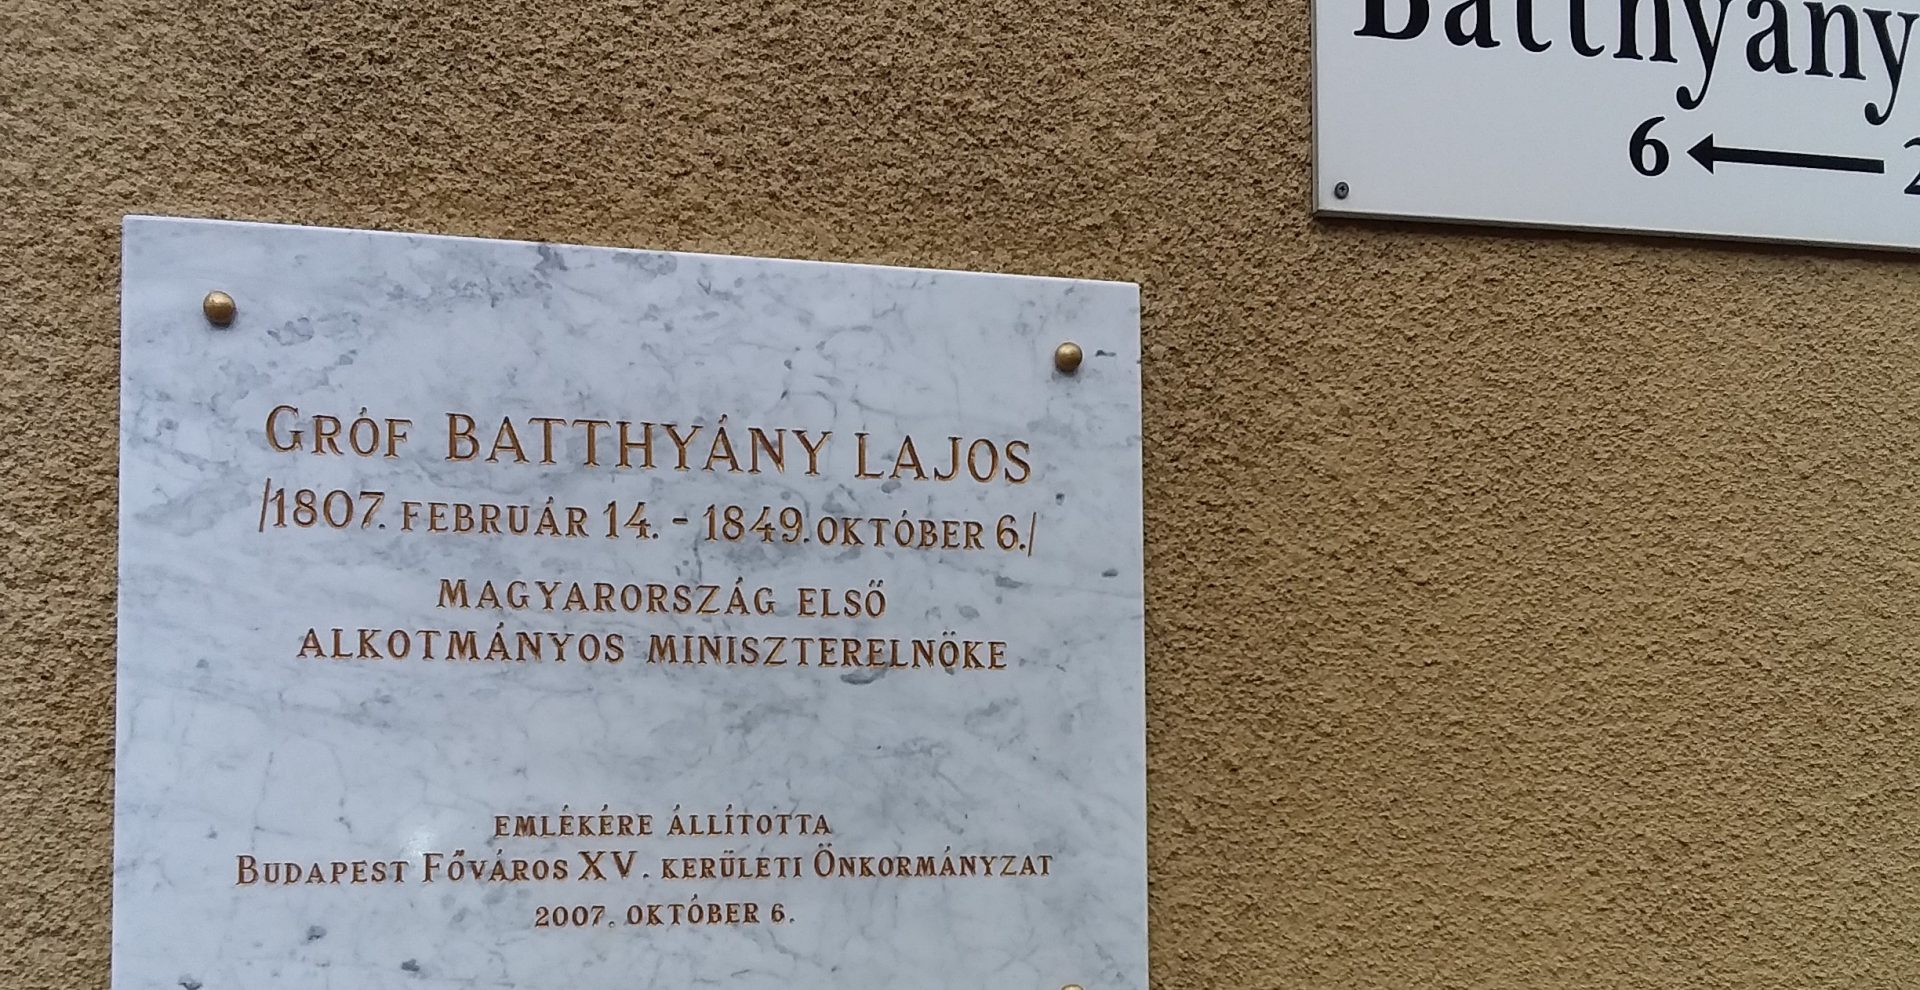 Batthyány
6 ← 2
GRÓF BATTHYÁNY LAJOS
/1807. FEBRUÁR 14. - 1849. OKTÓBER 6./
MAGYARORSZÁG ELSŐ
ALKOTMÁNYOS MINISZTERELNÖKE
EMLÉKÉRE ÁLLÍTOTTA
BUDAPEST FŐVÁROS XV. KERÜLETI ÖNKORMÁNYZAT
2007. OKTÓBER 6.